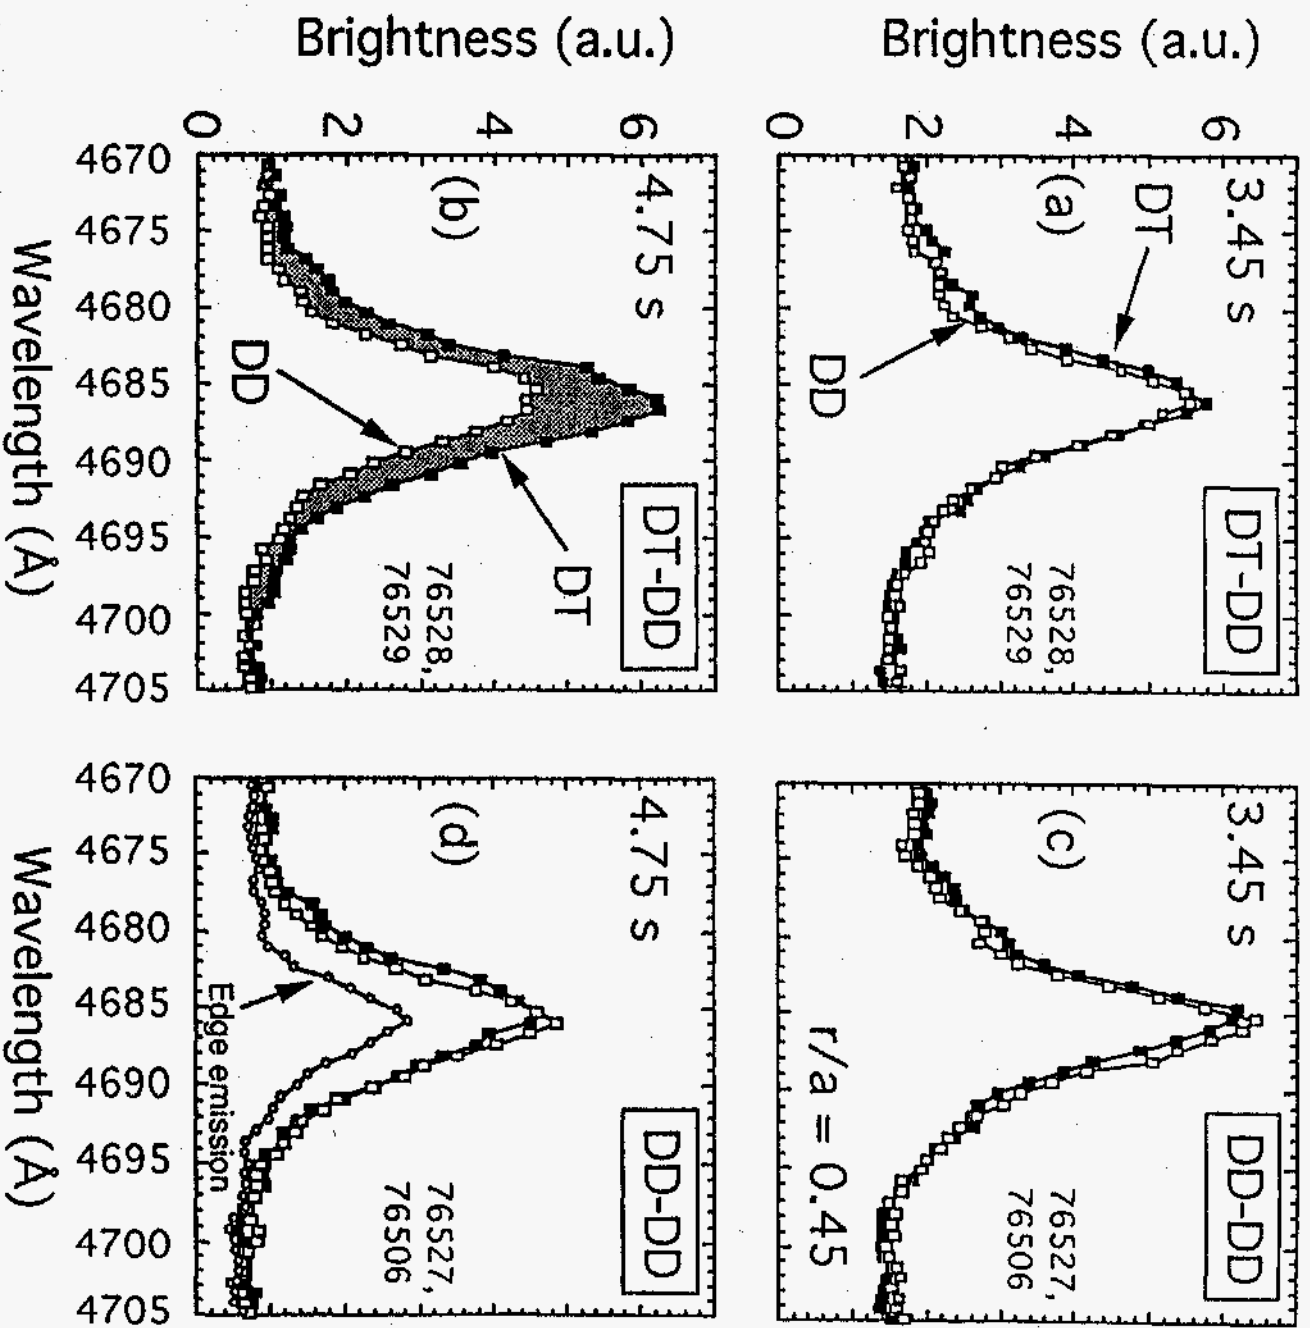 Brightness (a.u.)
6
4
2
0
3.45 s
DT
(a)
DD
DT-DD
76528,
76529
3.45 s
(c)
DD-DD
76527,
76506
r/a = 0.45
Brightness (a.u.)
6
4
2
0
4.75 s
(b)
DD
DT
DT-DD
76528,
76529
4670
4675
4680
4685
4690
4695
4700
4705
Wavelength (Å)
4.75 s
(d)
Edge emission
DD-DD
76527,
76506
4670
4675
4680
4685
4690
4695
4700
4705
Wavelength (Å)